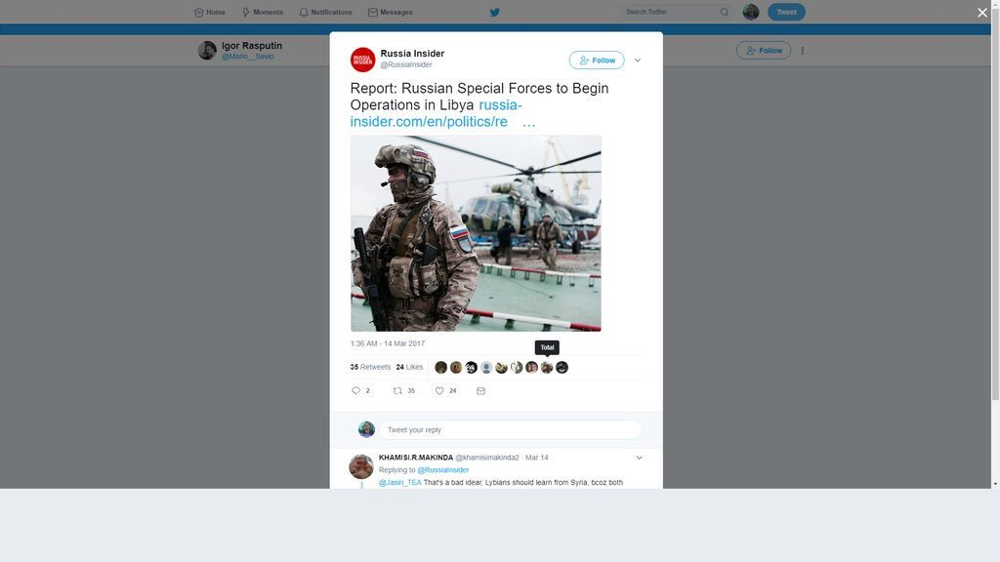 Home
Moments
Notifications
Messages
Search Twitter
Tweet
Igor Rasputin
@Mario__Savio
Follow
RUSSIA
INSIDER
Russia Insider
@RussiaInsider
Follow
Report: Russian Special Forces to Begin
Operations in Libya russia-
insider.com/en/politics/re …
1:36 AM - 14 Mar 2017
Total
35 Retweets 24 Likes
2
35
24
Tweet your reply
KHAMISI.R.MAKINDA @khamisimakinda2 · Mar 14
Replying to @RussiaInsider
@Jasiri_TEA That's a bad idear, Lybians should learn from Syria, bcoz both